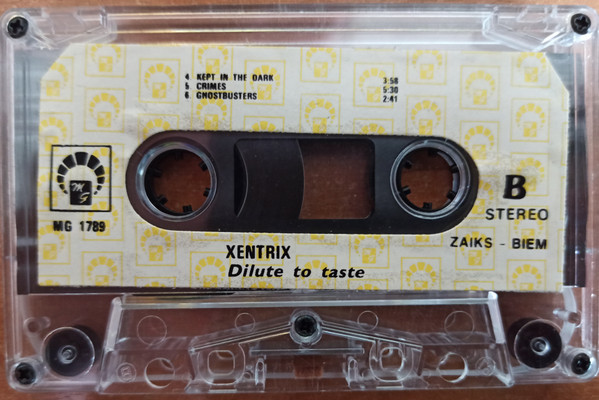 4. KEPT IN THE DARK 3:58
5. CRIMES 5:30
6. GHOSTBUSTERS 2:41
MG
MG 1789
B
STEREO
ZAIKS - BIEM
XENTRIX
Dilute to taste